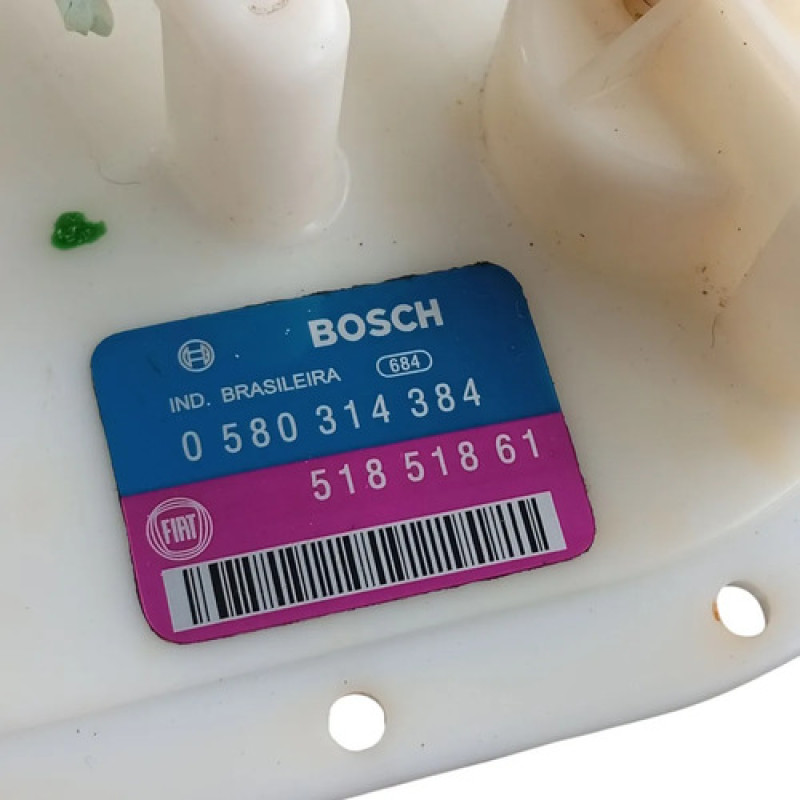 BOSCH
IND. BRASILEIRA 684
0 580 314 384
518 518 61
FIAT